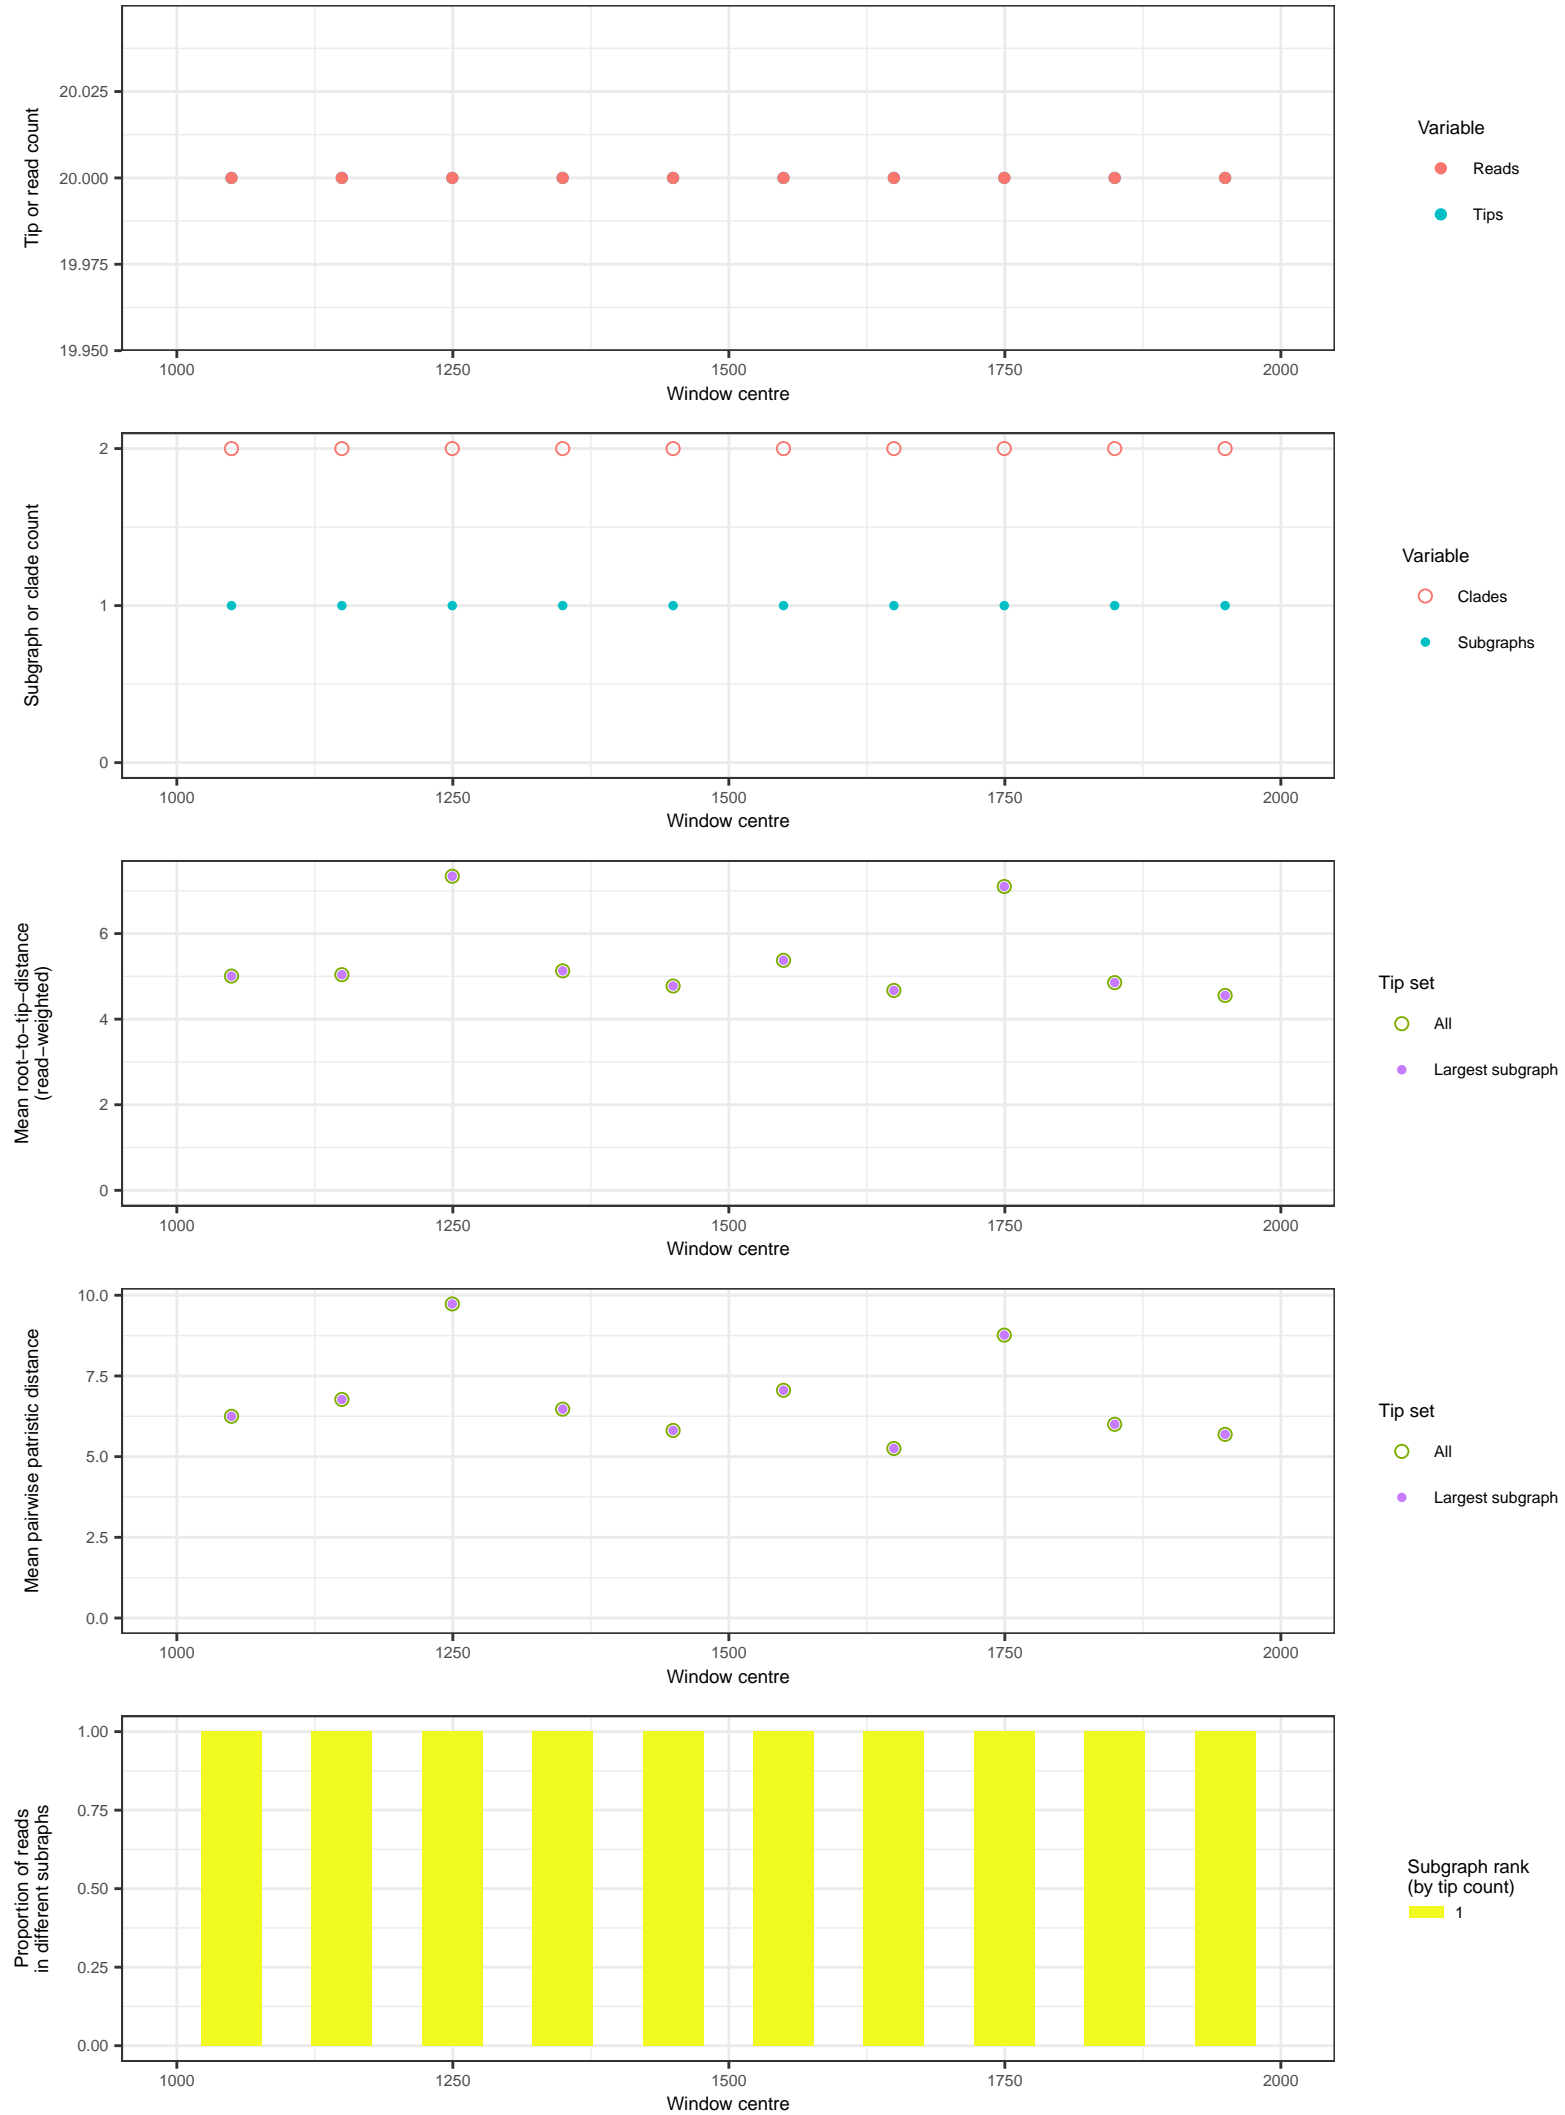 20.025
20.000
19.975
19.950
Tip or read count
1000 1250 1500 1750 2000
Window centre
Variable
Reads
Tips
2
1
0
Subgraph or clade count
1000 1250 1500 1750 2000
Window centre
Variable
Clades
Subgraphs
6
4
2
0
Mean root−to−tip−distance
(read−weighted)
1000 1250 1500 1750 2000
Window centre
Tip set
All
Largest subgraph
10.0
7.5
5.0
2.5
0.0
Mean pairwise patristic distance
1000 1250 1500 1750 2000
Window centre
Tip set
All
Largest subgraph
1.00
0.75
0.50
0.25
0.00
Proportion of reads
in different subraphs
1000 1250 1500 1750 2000
Window centre
Subgraph rank
(by tip count)
1